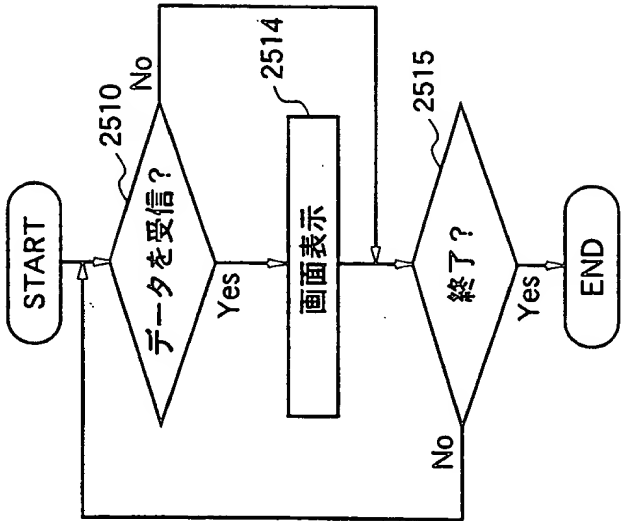 START
2510
データを受信？
No
Yes
2514
画面表示
2515
終了？
No
Yes
END